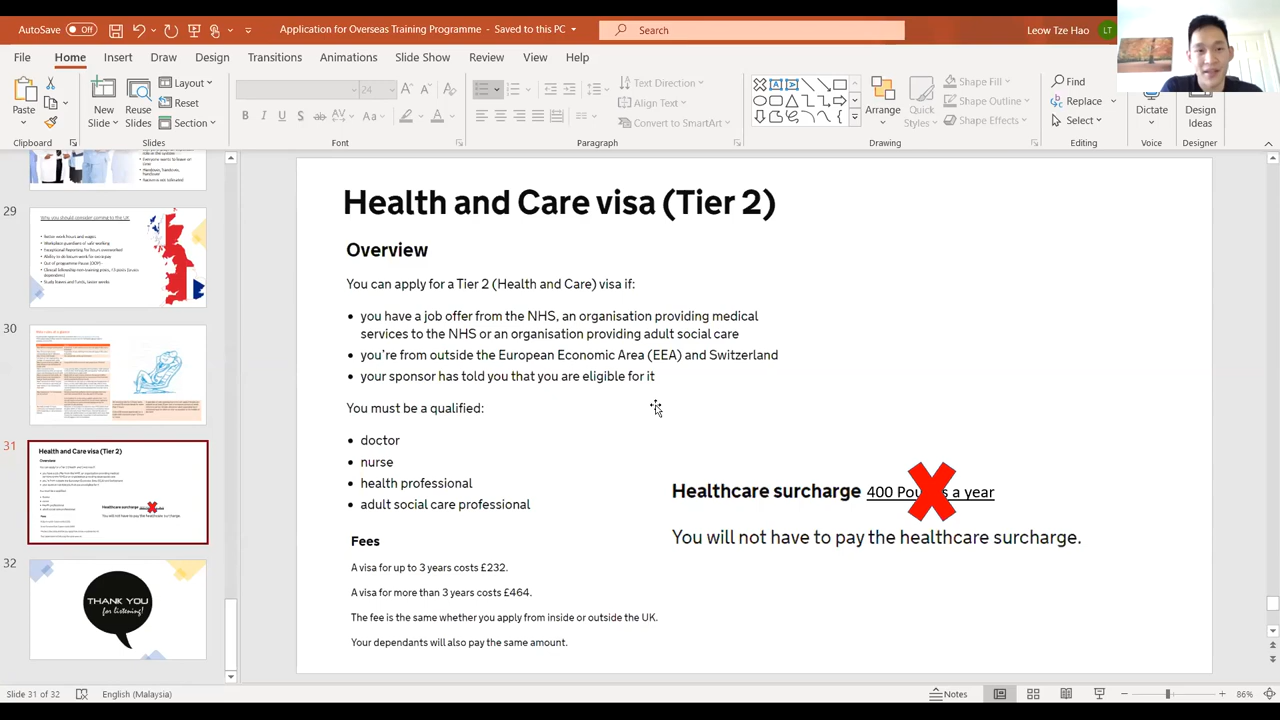 AutoSave Off Application for Overseas Training Programme - Saved to this PC Search Leow Tze Hao LT
File Home Insert Draw Design Transitions Animations Slide Show Review View Help
Paste
New Slide
Reuse Slides
Layout
Reset
Section
24
Text Direction
Align Text
Convert to SmartArt
Arrange
Quick Styles
Shape Fill
Shape Outline
Shape Effects
Find
Replace
Select
Dictate
Design Ideas
Clipboard Slides Font Paragraph Drawing Editing Voice Designer
29
Why you should consider coming to the UK
30
31
Health and Care visa (Tier 2)
32
THANK YOU
for listening!
Health and Care visa (Tier 2)
Overview
You can apply for a Tier 2 (Health and Care) visa if:
• you have a job offer from the NHS, an organisation providing medical
services to the NHS or an organisation providing adult social care
• you're from outside the European Economic Area (EEA) and Switzerland
• your sponsor has told you that you are eligible for it
You must be a qualified:
• doctor
• nurse
• health professional
• adult social care professional
Healthcare surcharge 400 a year
You will not have to pay the healthcare surcharge.
Fees
A visa for up to 3 years costs £232.
A visa for more than 3 years costs £464.
The fee is the same whether you apply from inside or outside the UK.
Your dependants will also pay the same amount.
Slide 31 of 32 English (Malaysia) Notes 86%